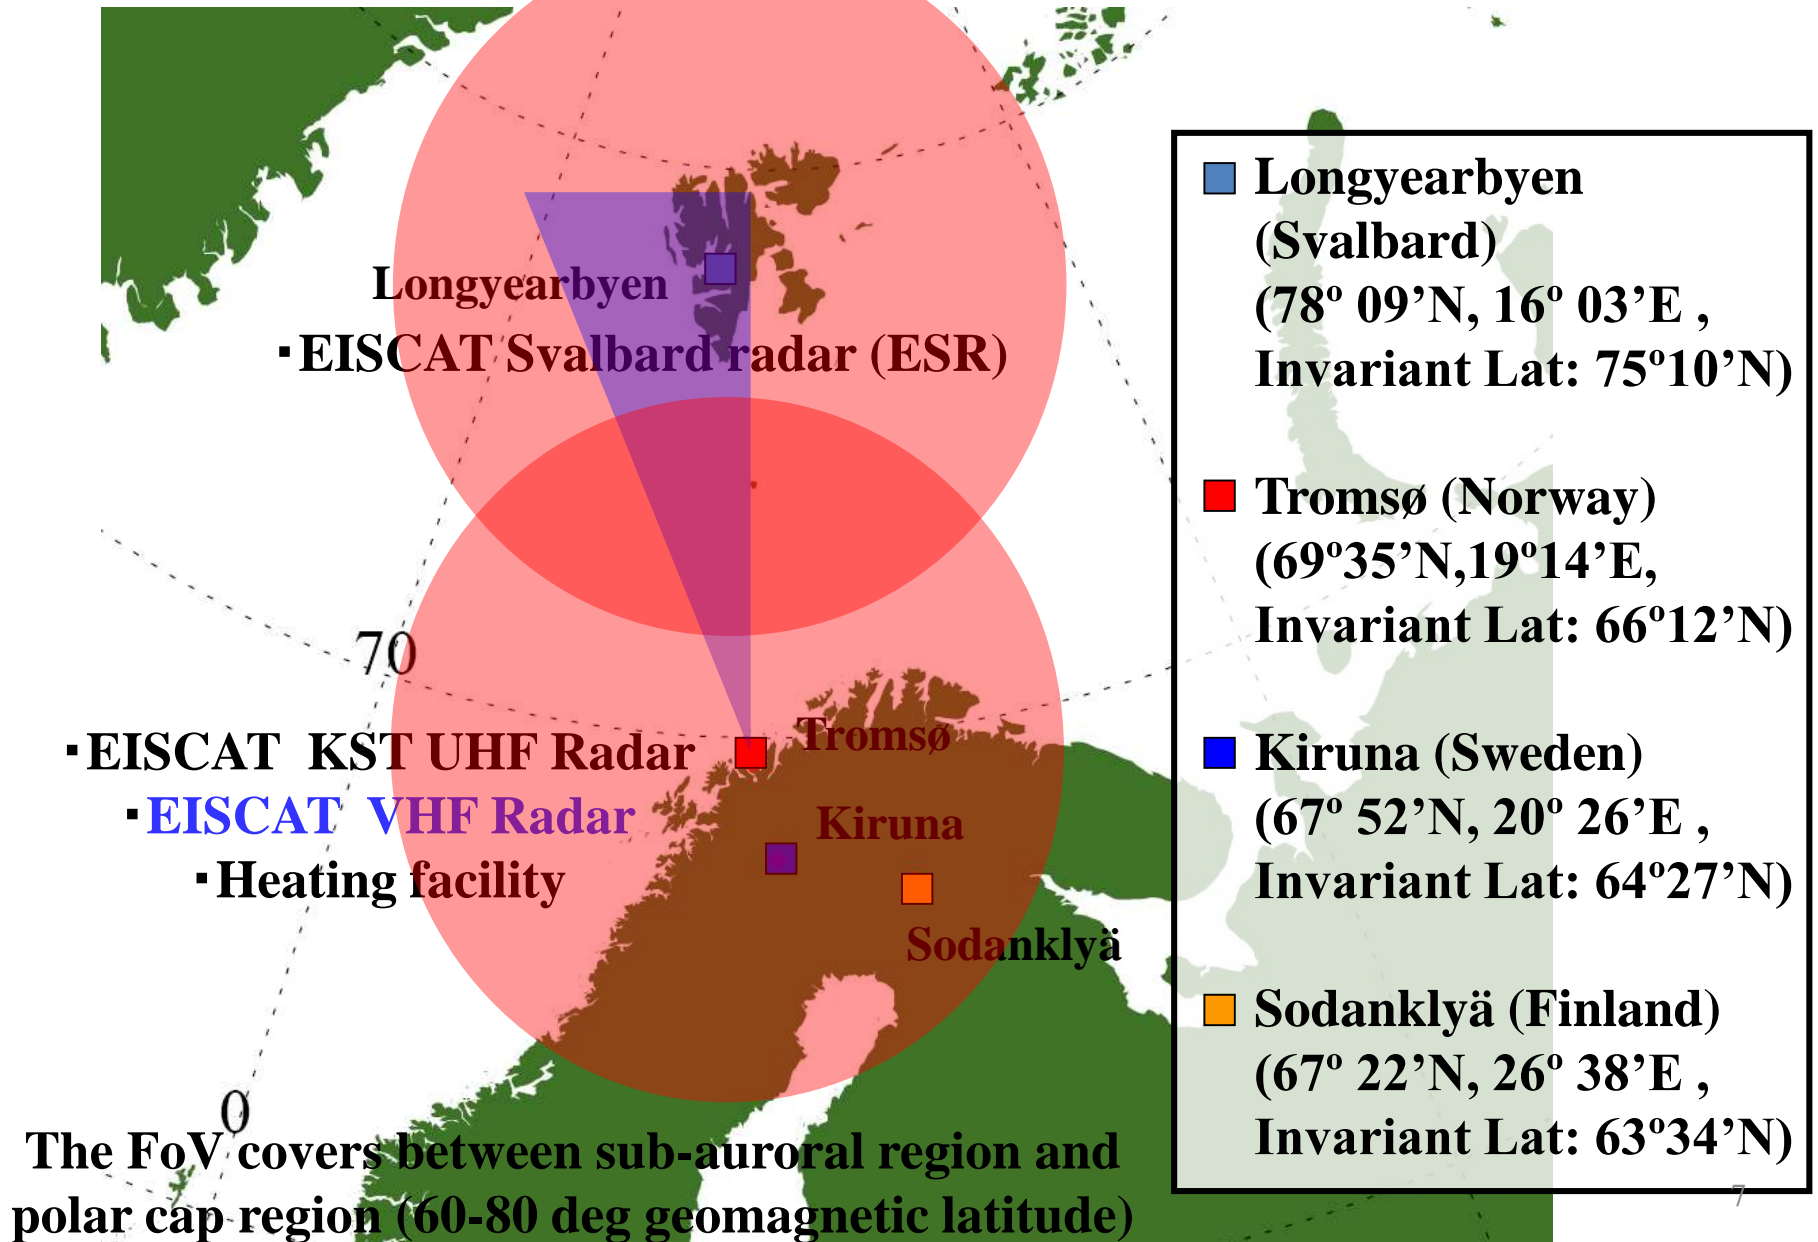 Longyearbyen
▪EISCAT Svalbard radar (ESR)
70
Tromsø
▪EISCAT KST UHF Radar
▪EISCAT VHF Radar
Kiruna
▪Heating facility
Sodanklyä
0
The FoV covers between sub-auroral region and
polar cap region (60-80 deg geomagnetic latitude)
Longyearbyen
(Svalbard)
(78º 09’N, 16º 03’E ,
Invariant Lat: 75º10’N)
Tromsø (Norway)
(69º35’N,19º14’E,
Invariant Lat: 66º12’N)
Kiruna (Sweden)
(67º 52’N, 20º 26’E ,
Invariant Lat: 64º27’N)
Sodanklyä (Finland)
(67º 22’N, 26º 38’E ,
Invariant Lat: 63º34’N)
7